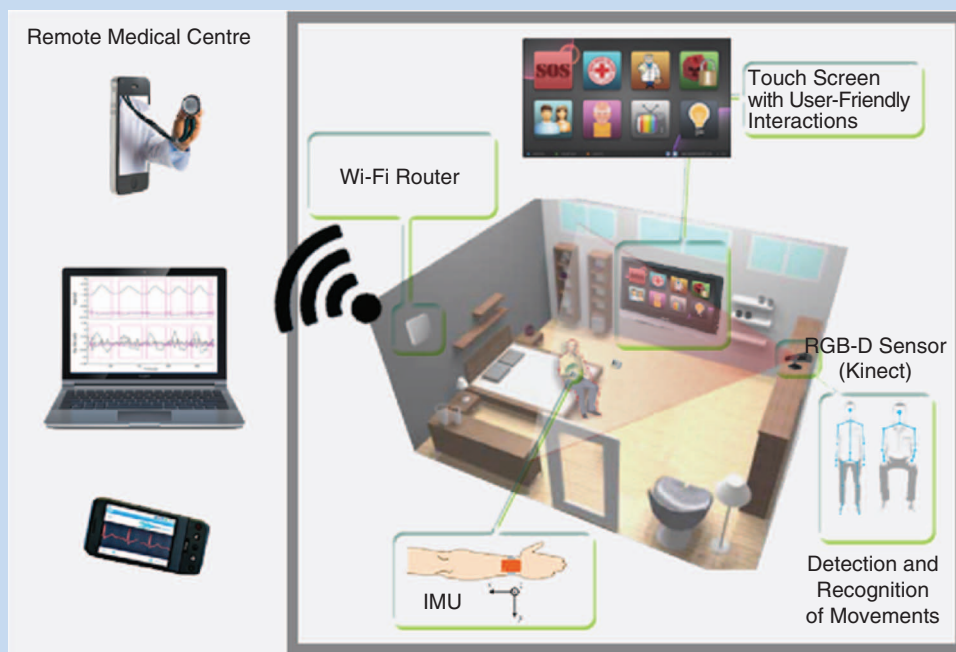 Remote Medical Centre
SOS
Touch Screen
with User-Friendly
Interactions
Wi-Fi Router
RGB-D Sensor
(Kinect)
IMU
Detection and
Recognition
of Movements